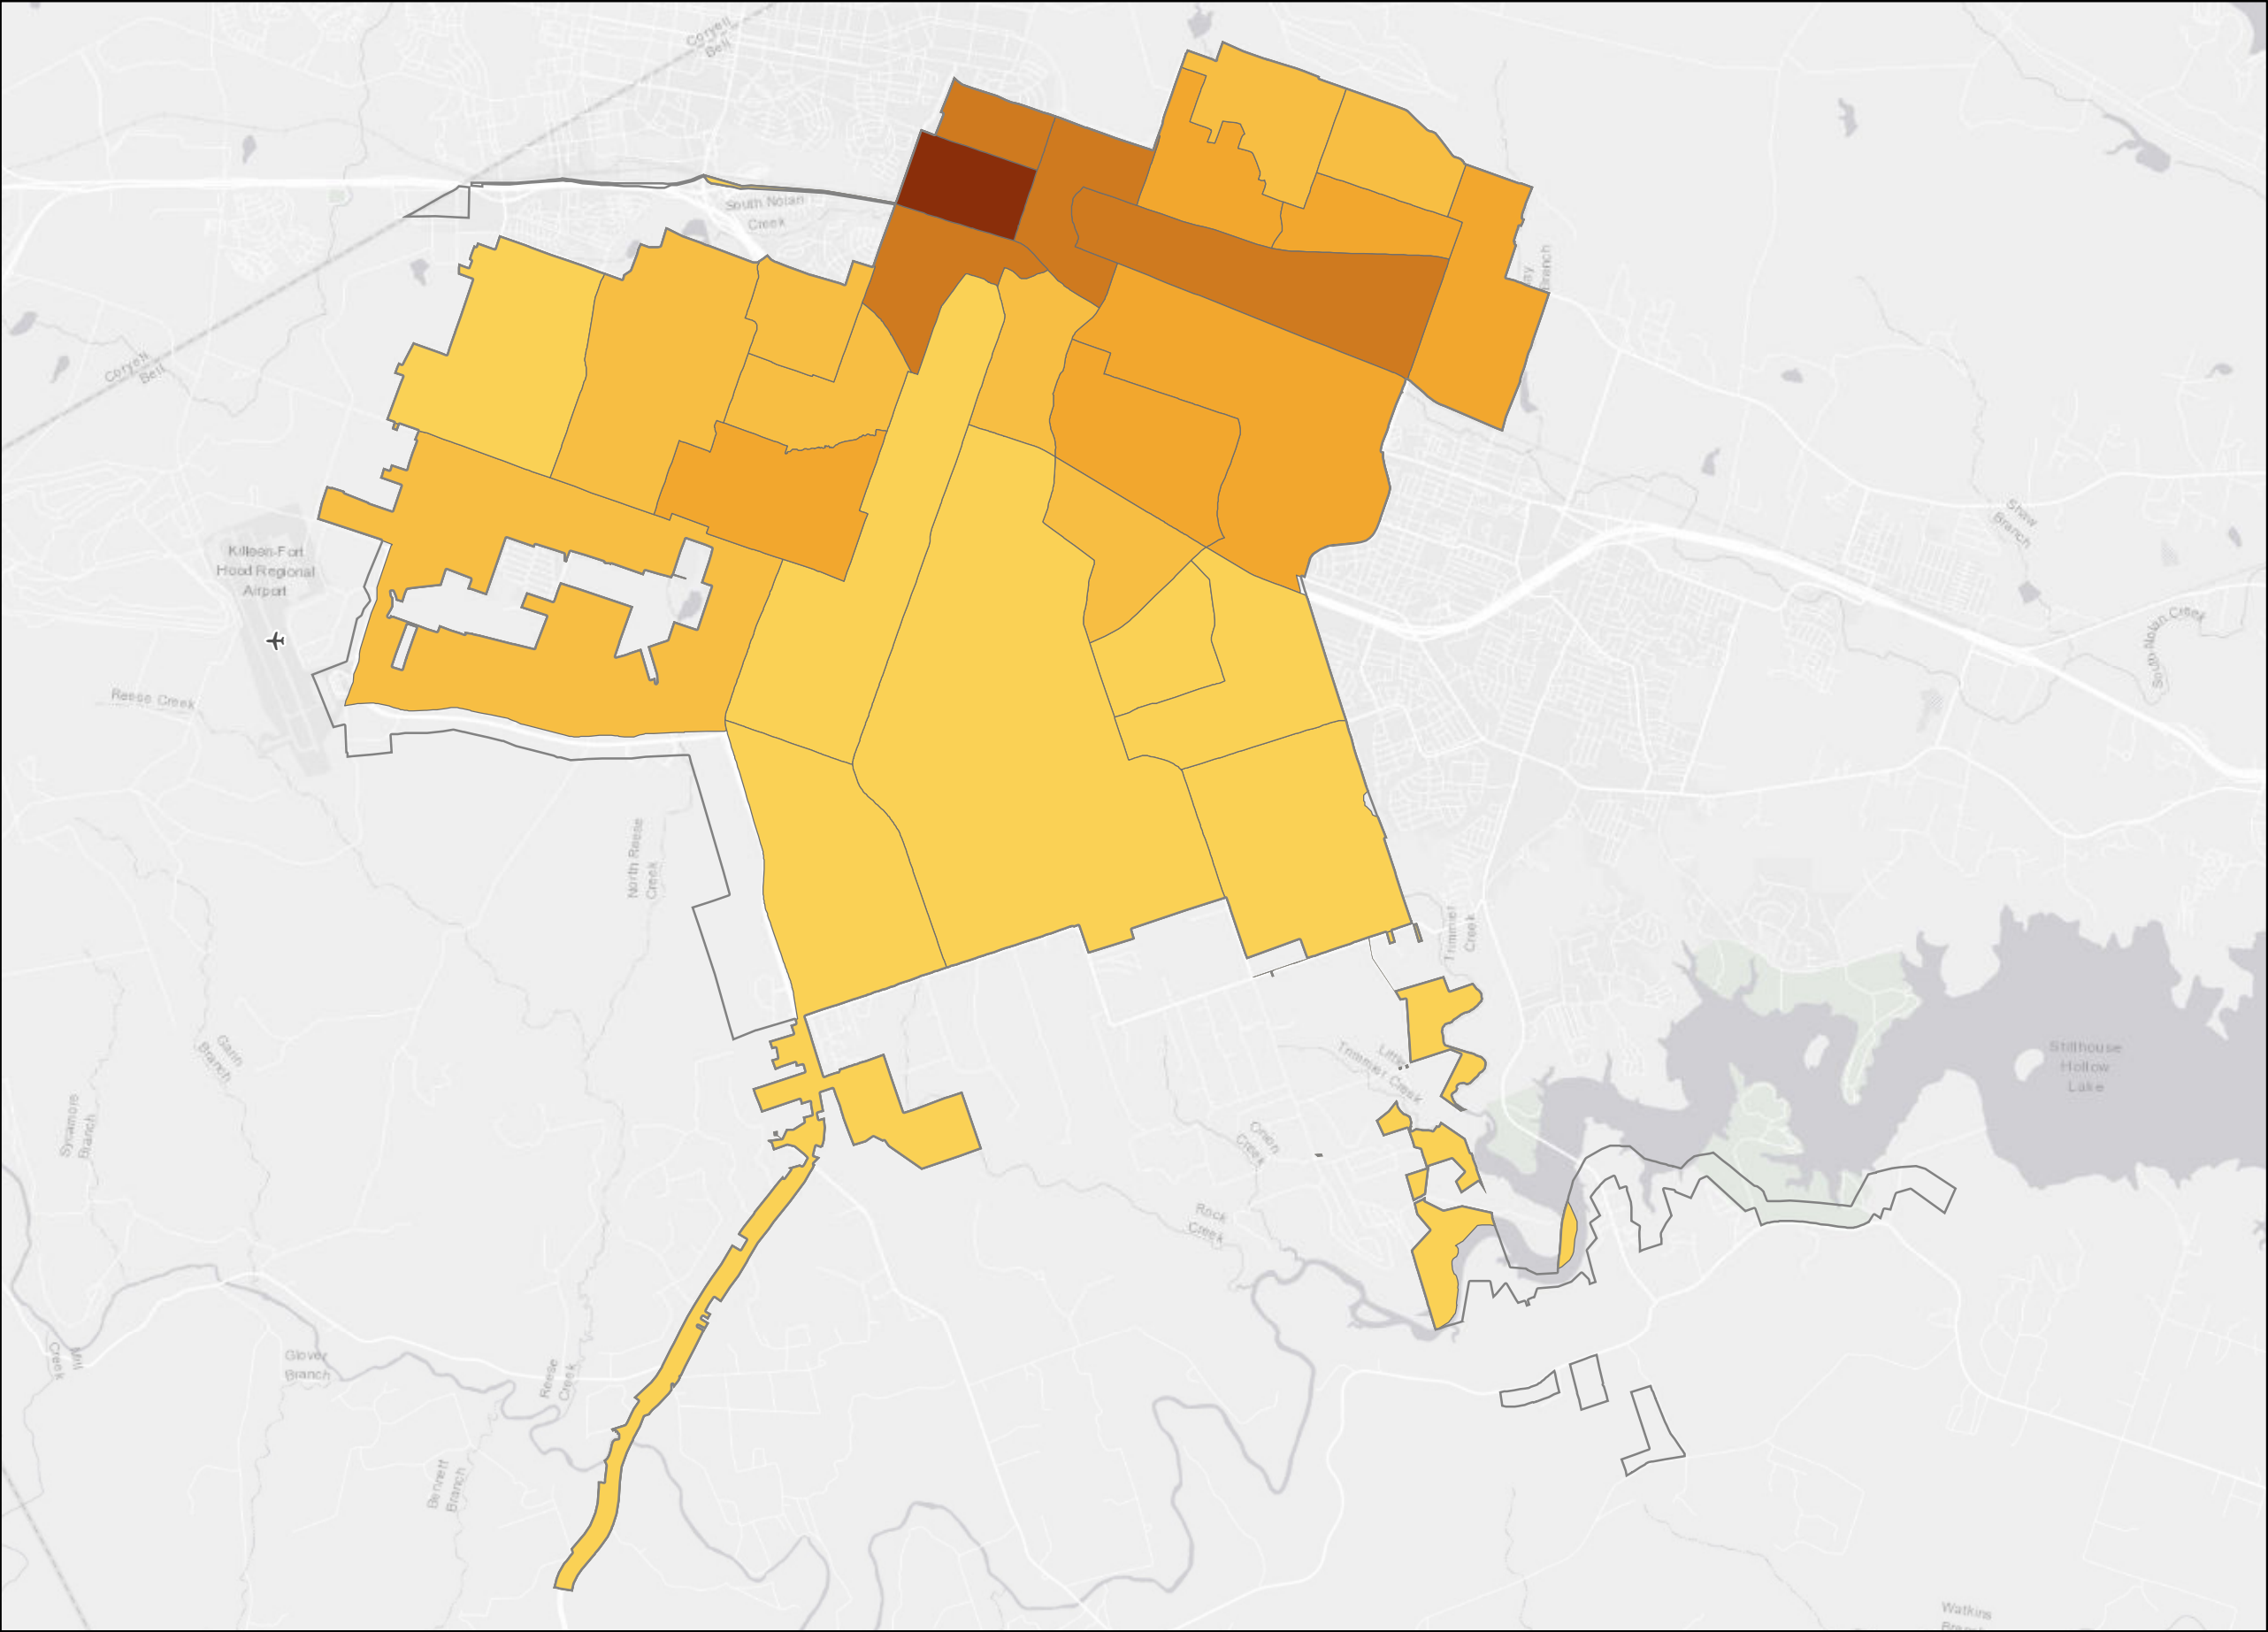 Coryell
Bell
South Nolan
Creek
Branch
Coryell
Bell
Shaw
Branch
Killeen-Fort
Hood Regional
Airport
South Nolan Creek
Reese Creek
North Reese
Creek
Trimmier
Creek
Stillhouse
Hollow
Lake
Little
Trimmier Creek
Gann
Branch
Sycamore
Branch
Onion
Creek
Rock
Creek
Mill
Creek
Glover
Branch
Reese
Creek
Bennett
Branch
Watkins